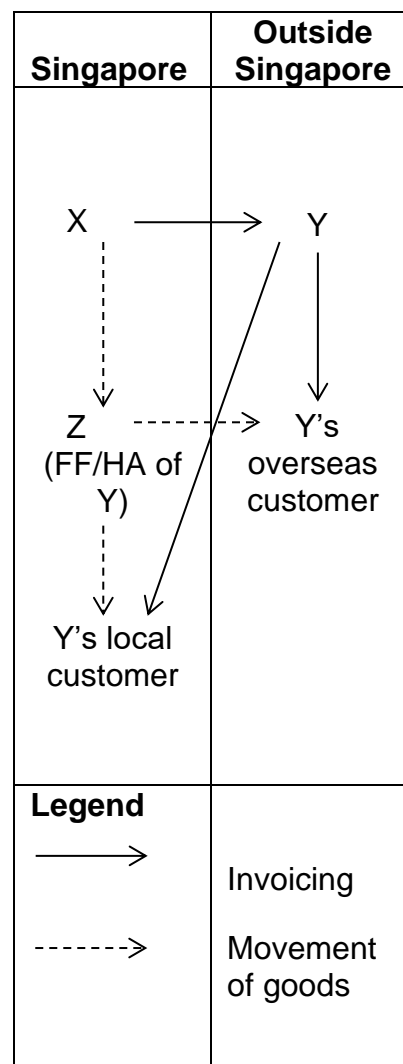 Singapore
Outside
Singapore
X
Y
Z
(FF/HA of
Y)
Y's
overseas
customer
Y's local
customer
Legend
Invoicing
Movement
of goods